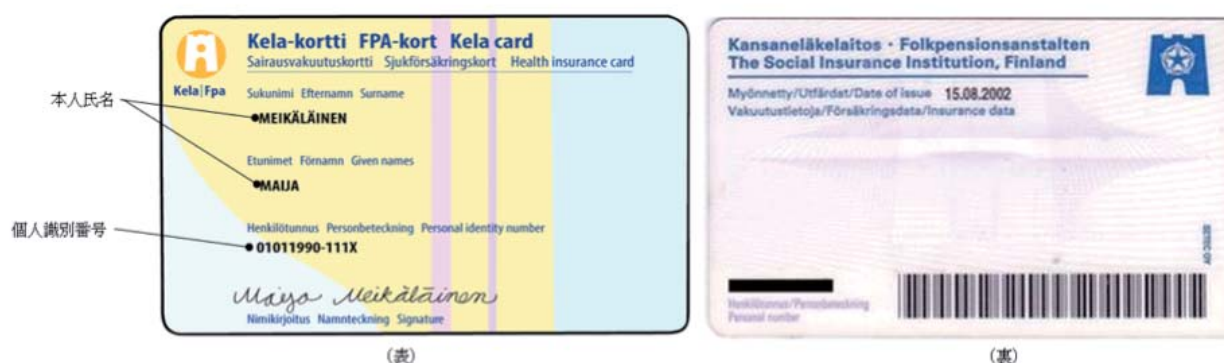 Kela-kortti FPA-kort Kela card
Sairausvakuutuskortti Sjukförsäkringskort Health insurance card
Kela|Fpa
本人氏名
Sukunimi Efternamn Surname
MEIKÄLÄINEN
Etunimet Förnamn Given names
MAIJA
個人識別番号
Henkilötunnus Personbeteckning Personal identity number
01011990-111X
Maija Meikäläinen
Nimikirjoitus Namnteckning Signature
(表)
Kansaneläkelaitos · Folkpensionsanstalten
The Social Insurance Institution, Finland
Myönnetty/Utfärdat/Date of issue 15.08.2002
Vakuutustietoja/Försäkringsdata/Insurance data
SETEC OY
Henkilötunnus/Personbeteckning
Personal number
(裏)